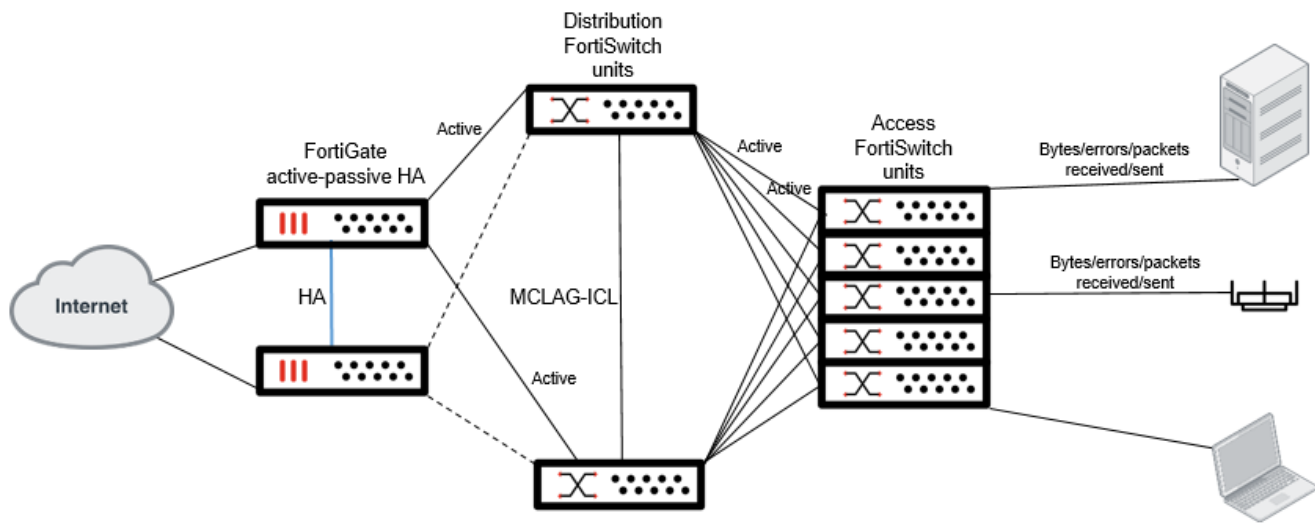 Distribution
FortiSwitch
units
Active
FortiGate
active-passive HA
Active
Active
Access
FortiSwitch
units
Bytes/errors/packets
received/sent
Internet
HA
MCLAG-ICL
Bytes/errors/packets
received/sent
Active